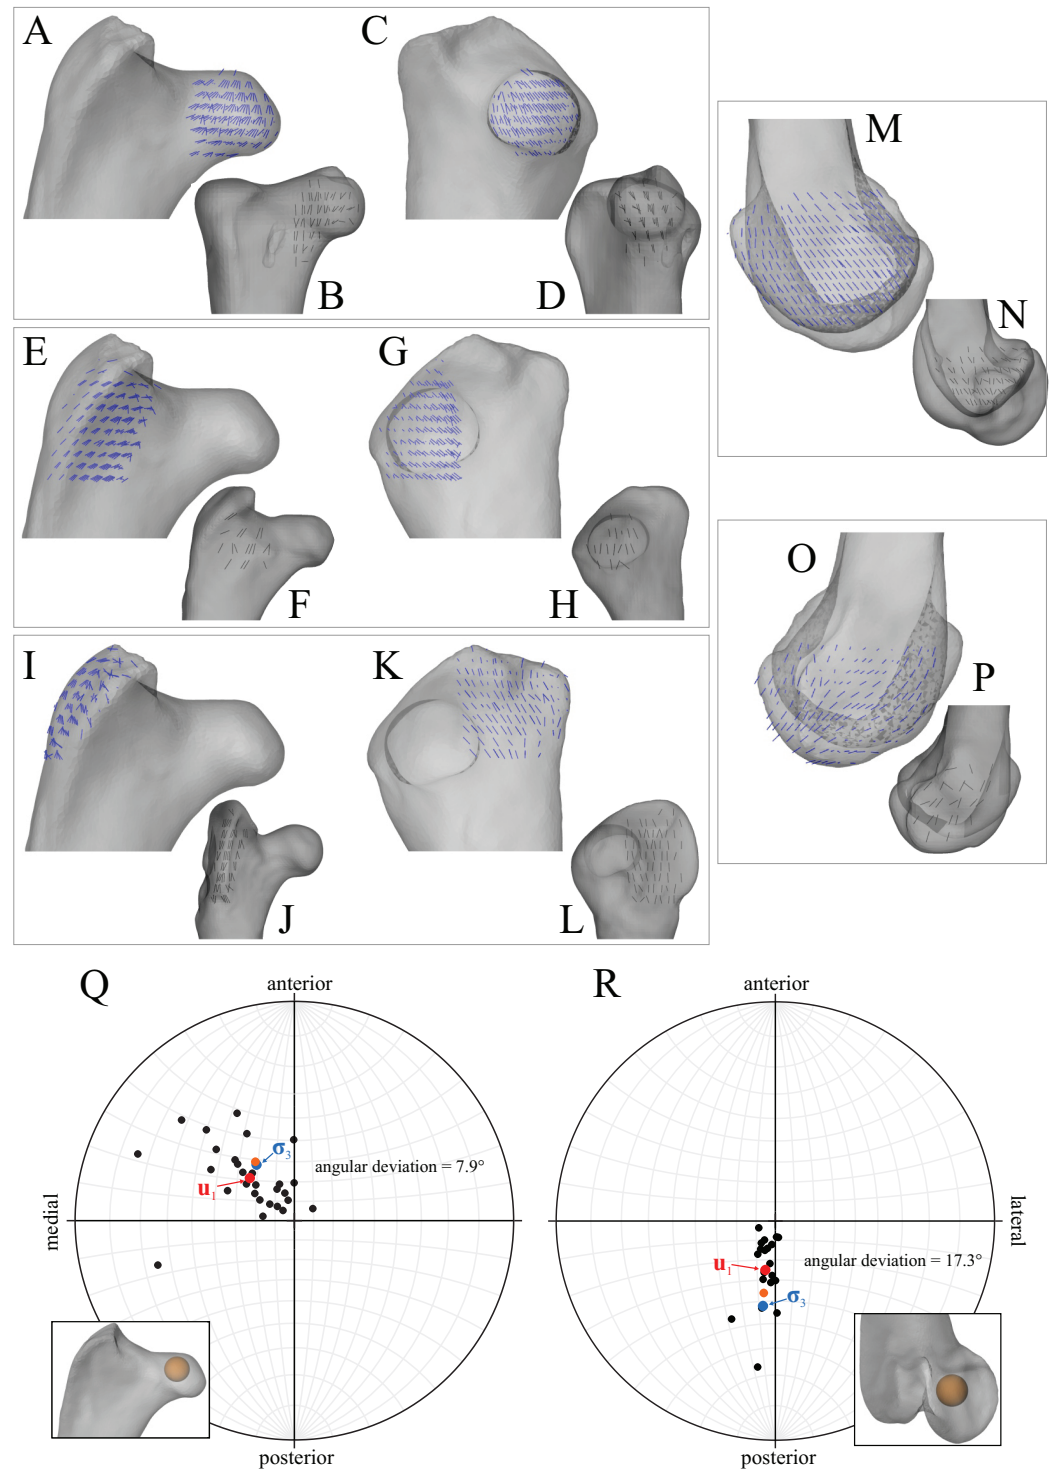 A
C
B
D
M
N
E
G
F
H
O
P
I
K
J
L
Q
anterior
σ3
angular deviation = 7.9°
u1
medial
posterior
R
anterior
u1
angular deviation = 17.3°
σ3
lateral
posterior